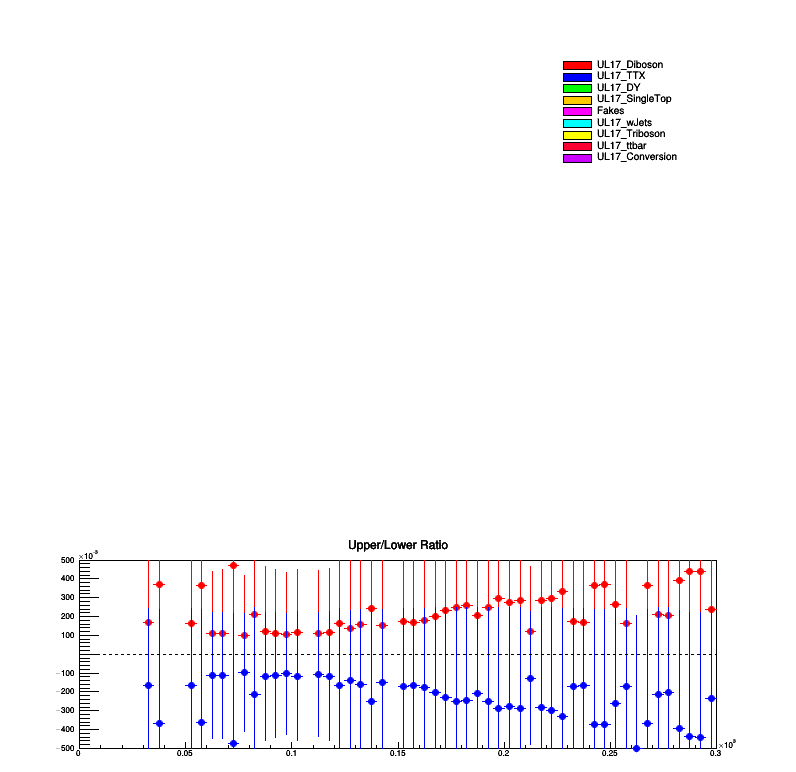 UL17_Diboson
UL17_TTX
UL17_DY
UL17_SingleTop
Fakes
UL17_wJets
UL17_Triboson
UL17_ttbar
UL17_Conversion
Upper/Lower Ratio
×10⁻³
500
400
300
200
100
−100
−200
−300
−400
−500
0 0.05 0.1 0.15 0.2 0.25 0.3
×10³